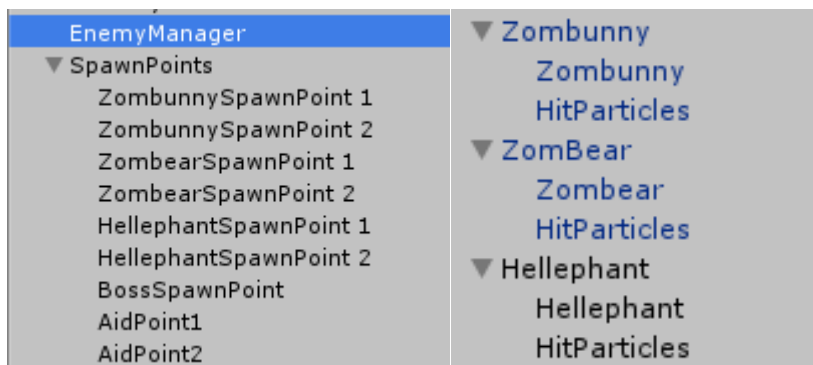 EnemyManager
SpawnPoints
ZombunnySpawnPoint 1
ZombunnySpawnPoint 2
ZombearSpawnPoint 1
ZombearSpawnPoint 2
HellephantSpawnPoint 1
HellephantSpawnPoint 2
BossSpawnPoint
AidPoint1
AidPoint2
Zombunny
Zombunny
HitParticles
ZomBear
Zombear
HitParticles
Hellephant
Hellephant
HitParticles